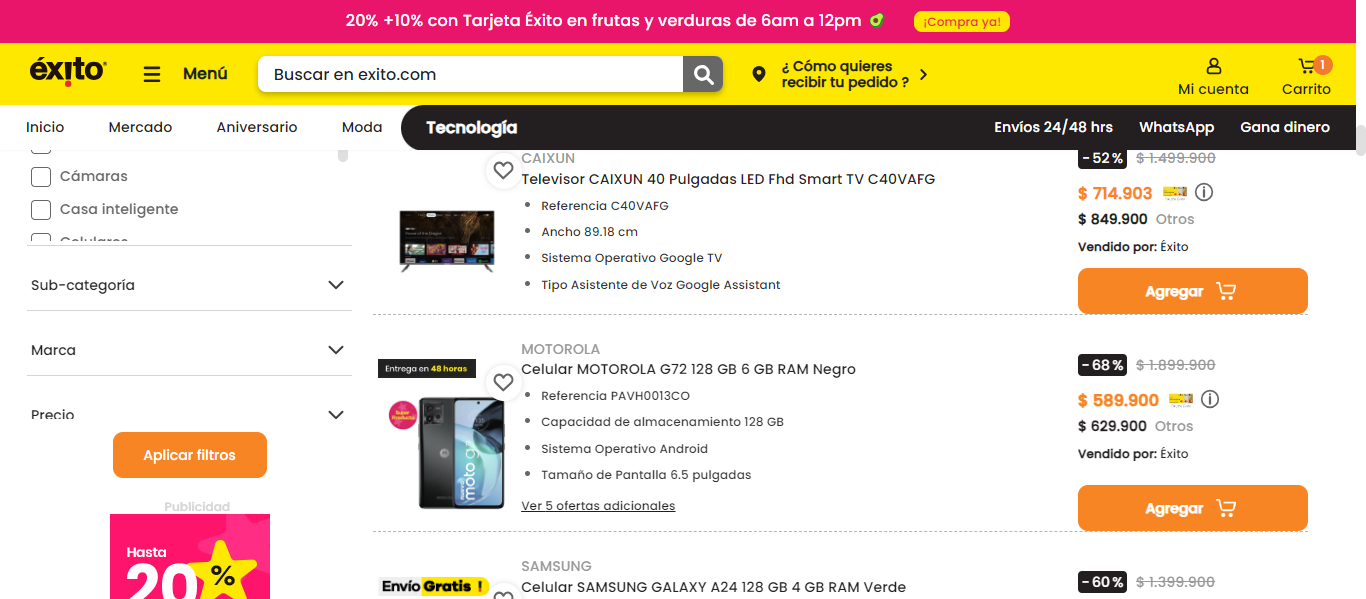 20% +10% con Tarjeta Éxito en frutas y verduras de 6am a 12pm
¡Compra ya!
éxito
Menú
Buscar en exito.com
¿ Cómo quieres
recibir tu pedido ?
Mi cuenta
1
Carrito
Inicio
Mercado
Aniversario
Moda
Tecnología
Envíos 24/48 hrs
WhatsApp
Gana dinero
Cámaras
Casa inteligente
Celulares
Sub-categoría
Marca
Precio
Aplicar filtros
Publicidad
Hasta
20 %
CAIXUN
Televisor CAIXUN 40 Pulgadas LED Fhd Smart TV C40VAFG
Referencia C40VAFG
Ancho 89.18 cm
Sistema Operativo Google TV
Tipo Asistente de Voz Google Assistant
-52% $ 1.499.900
$ 714.903
$ 849.900 Otros
Vendido por: Éxito
Agregar
Entrega en 48 horas
Súper
Producto
moto g72
MOTOROLA
Celular MOTOROLA G72 128 GB 6 GB RAM Negro
Referencia PAVH0013CO
Capacidad de almacenamiento 128 GB
Sistema Operativo Android
Tamaño de Pantalla 6.5 pulgadas
Ver 5 ofertas adicionales
-68% $ 1.899.900
$ 589.900
$ 629.900 Otros
Vendido por: Éxito
Agregar
Envío Gratis !
SAMSUNG
Celular SAMSUNG GALAXY A24 128 GB 4 GB RAM Verde
-60% $ 1.399.900